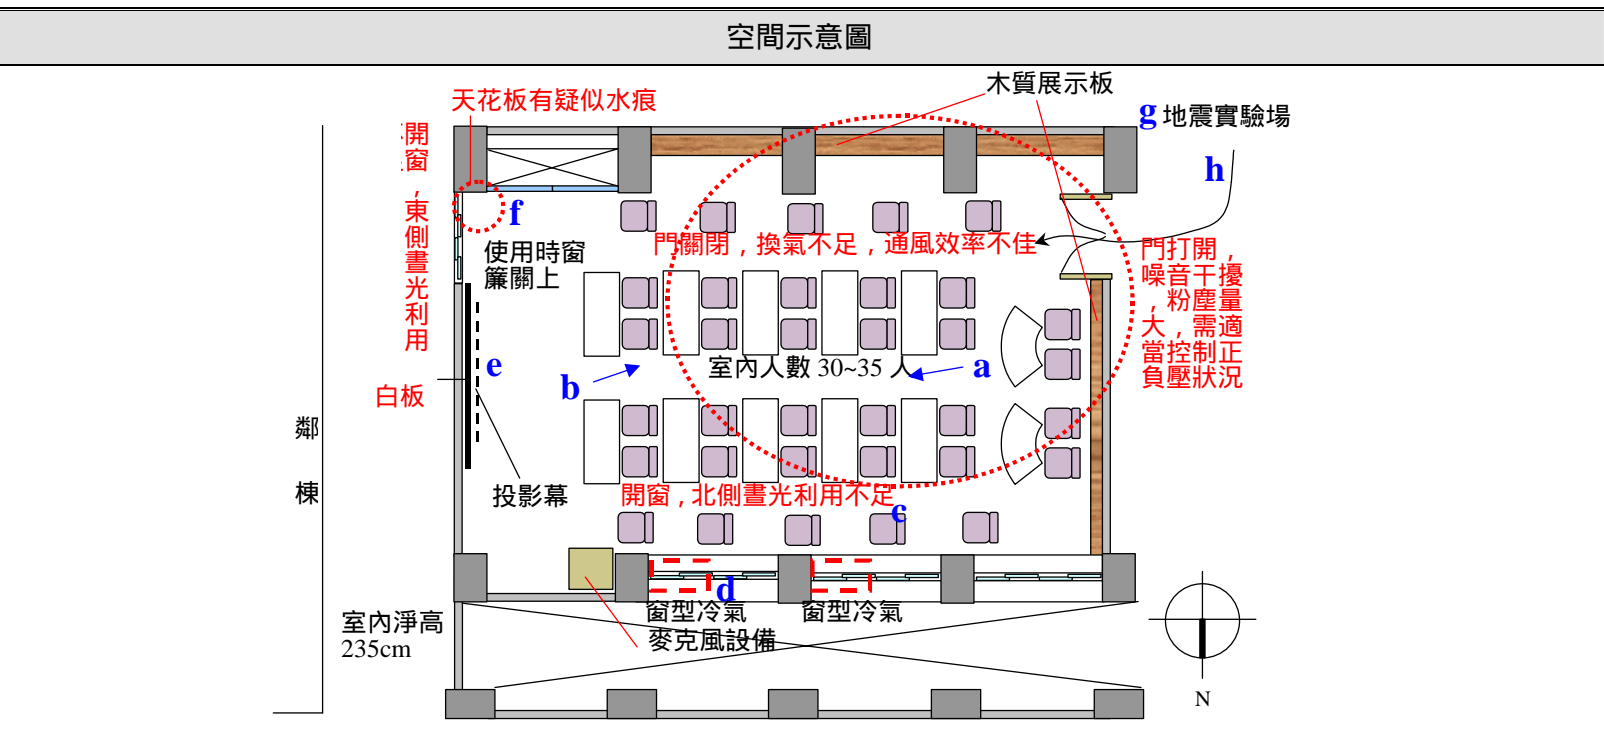 空間示意圖
木質展示板
天花板有疑似水痕
g 地震實驗場
開
窗
,
東
側
晝
光
利
用
h
f
使用時窗
簾關上
門關閉,換氣不足,通風效率不佳
門打開,
噪音干擾
,粉塵量
大,需適
當控制正
負壓狀況
e
室內人數 30~35 人
a
b
白板
鄰
棟
投影幕
開窗,北側晝光利用不足
c
d
窗型冷氣
窗型冷氣
麥克風設備
室內淨高
235cm
N